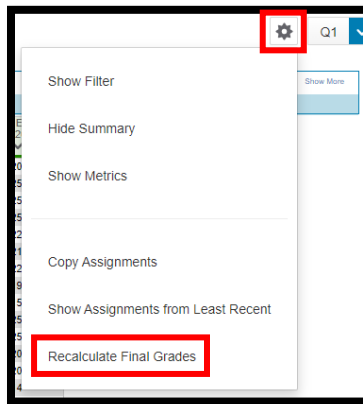 Q1
Show Filter
Show More
Hide Summary
Show Metrics
Copy Assignments
Show Assignments from Least Recent
Recalculate Final Grades